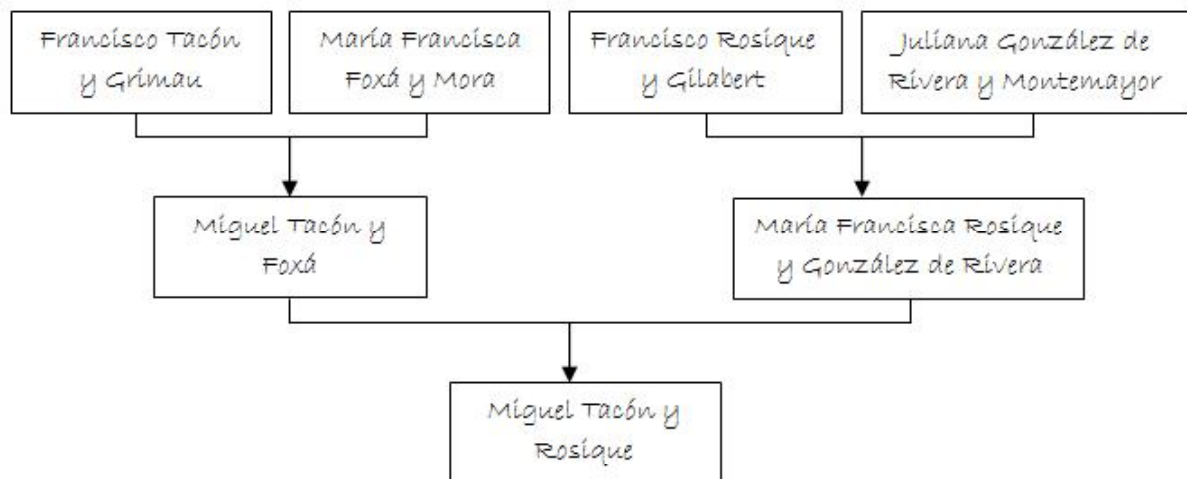 Francisco Tacón
y Grimau
María Francisca
Foxá y Mora
Francisco Rosique
y Gilabert
Juliana González de
Rivera y Montemayor
Miguel Tacón y
Foxá
María Francisca Rosique
y González de Rivera
Miguel Tacón y
Rosique